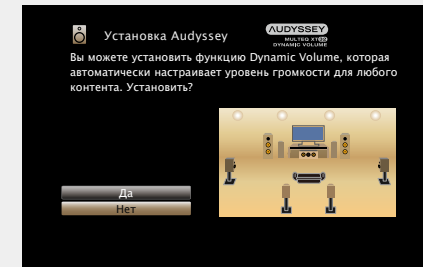 Установка Audyssey
AUDYSSEY
MULTEQ XT32
DYNAMIC VOLUME
Вы можете установить функцию Dynamic Volume, которая
автоматически настраивает уровень громкости для любого
контента. Установить?
Да
Нет